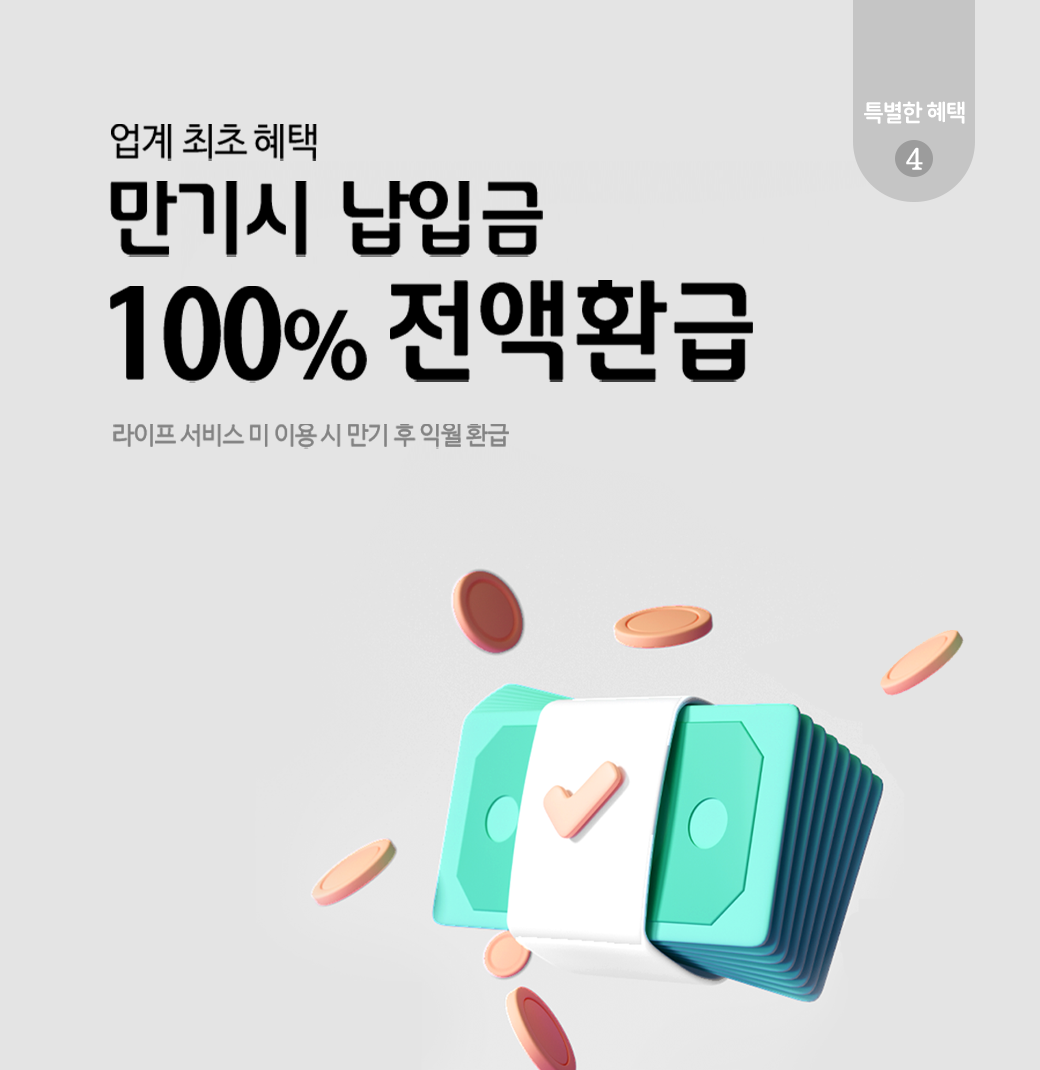 특별한 혜택
4
업계 최초 혜택
만기시 납입금
100% 전액환급
라이프 서비스 미 이용 시 만기 후 익월 환급